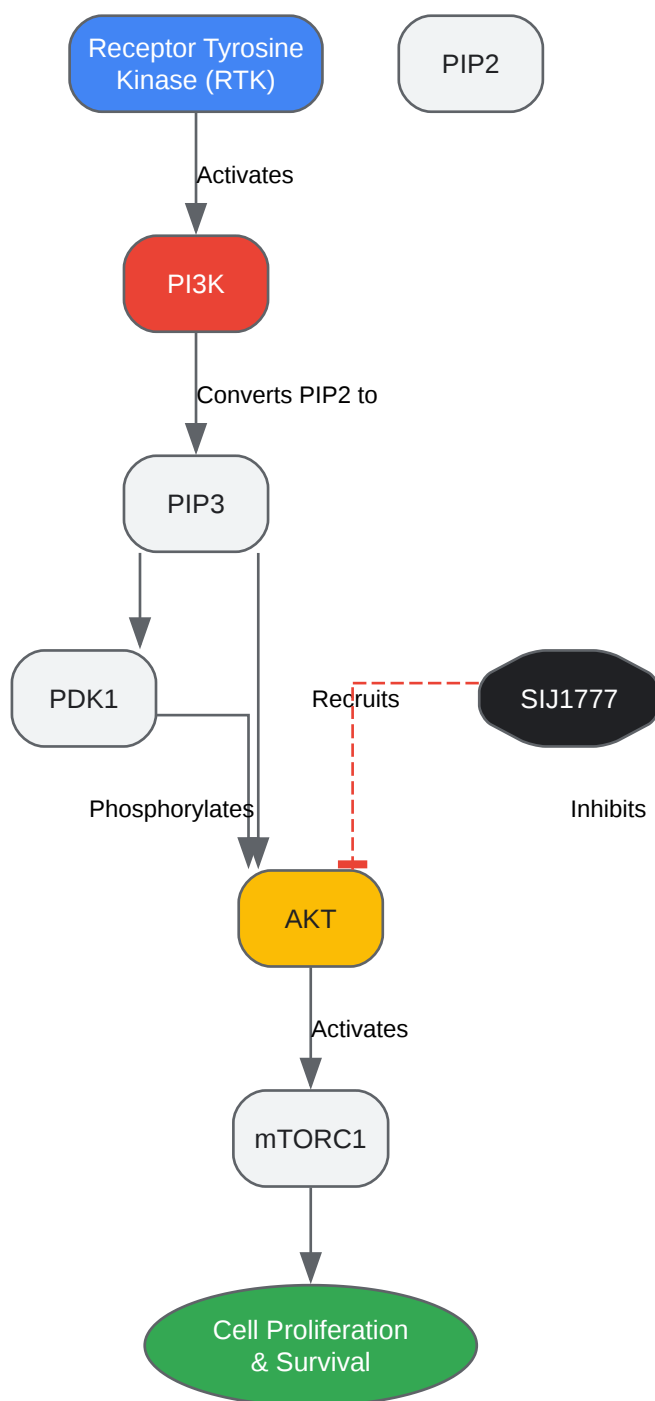 Receptor Tyrosine
Kinase (RTK)
PIP2
Activates
PI3K
Converts PIP2 to
PIP3
PDK1
Recruits
SIJ1777
Phosphorylates
Inhibits
AKT
Activates
mTORC1
Cell Proliferation
& Survival